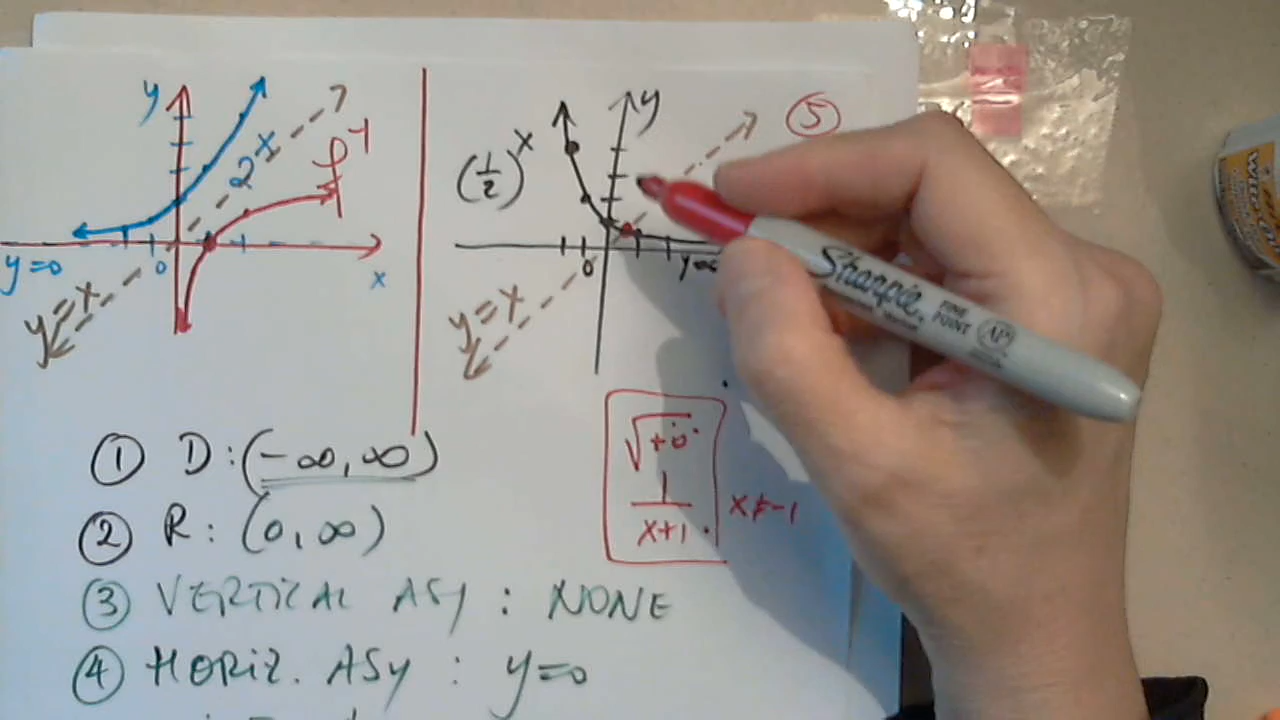 y
2^x
f^-1
y=0
0
x
y=x
(1/2)^x
y
5
0
y=x
√+0
1/x+1
x≠-1
① D:(-∞,∞)
② R:(0,∞)
③ VERTICAL ASY : NONE
④ HORIZ. ASY : y=0
Sharpie
FINE POINT
AP